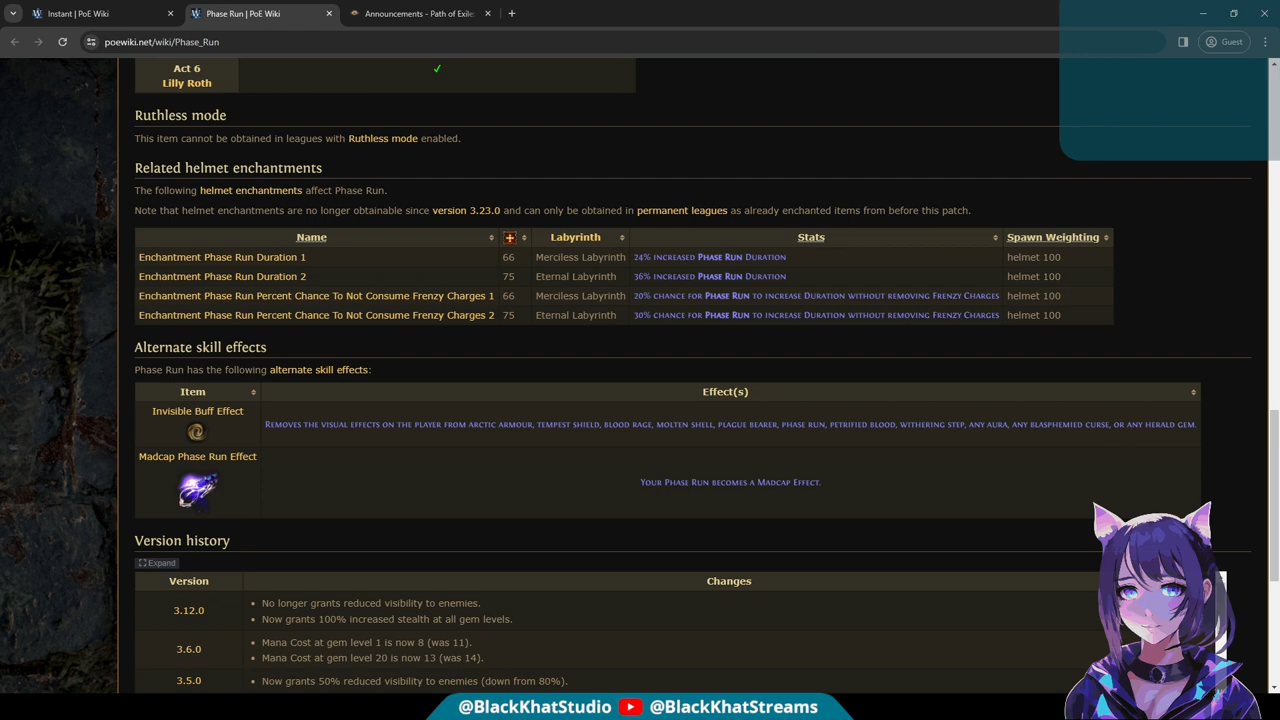 Instant | PoE Wiki
Phase Run | PoE Wiki
Announcements - Path of Exile
poewiki.net/wiki/Phase_Run
Guest
Act 6
Lilly Roth
✓
Ruthless mode
This item cannot be obtained in leagues with Ruthless mode enabled.
Related helmet enchantments
The following helmet enchantments affect Phase Run.
Note that helmet enchantments are no longer obtainable since version 3.23.0 and can only be obtained in permanent leagues as already enchanted items from before this patch.
Name Labyrinth Stats Spawn Weighting
Enchantment Phase Run Duration 1 66 Merciless Labyrinth 24% increased Phase Run Duration helmet 100
Enchantment Phase Run Duration 2 75 Eternal Labyrinth 36% increased Phase Run Duration helmet 100
Enchantment Phase Run Percent Chance To Not Consume Frenzy Charges 1 66 Merciless Labyrinth 20% chance for Phase Run to increase Duration without removing Frenzy Charges helmet 100
Enchantment Phase Run Percent Chance To Not Consume Frenzy Charges 2 75 Eternal Labyrinth 30% chance for Phase Run to increase Duration without removing Frenzy Charges helmet 100
Alternate skill effects
Phase Run has the following alternate skill effects:
Item Effect(s)
Invisible Buff Effect
Removes the visual effects on the player from arctic armour, tempest shield, blood rage, molten shell, plague bearer, phase run, petrified blood, withering step, any aura, any blasphemied curse, or any herald gem.
Madcap Phase Run Effect
Your Phase Run becomes a Madcap Effect.
Version history
Expand
Version Changes
3.12.0
• No longer grants reduced visibility to enemies.
• Now grants 100% increased stealth at all gem levels.
3.6.0
• Mana Cost at gem level 1 is now 8 (was 11).
• Mana Cost at gem level 20 is now 13 (was 14).
3.5.0
• Now grants 50% reduced visibility to enemies (down from 80%).
@BlackKhatStudio @BlackKhatStreams